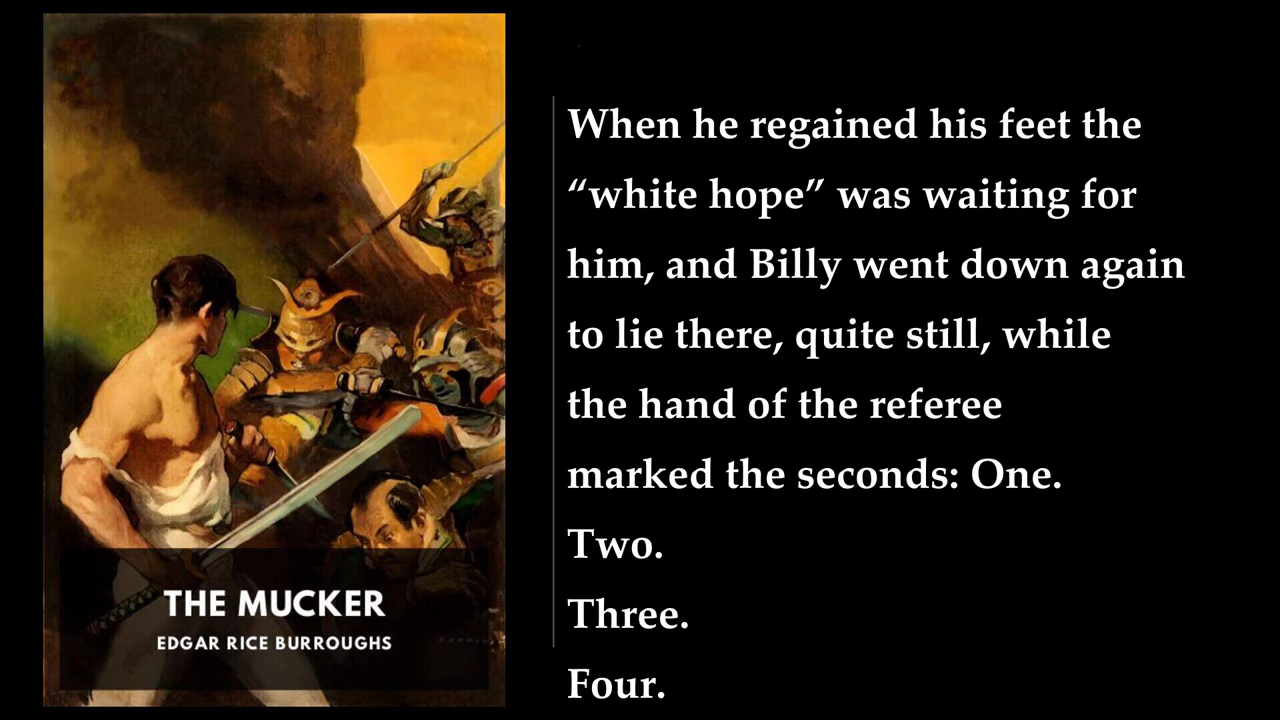 THE MUCKER
EDGAR RICE BURROUGHS
When he regained his feet the
“white hope” was waiting for
him, and Billy went down again
to lie there, quite still, while
the hand of the referee
marked the seconds: One.
Two.
Three.
Four.